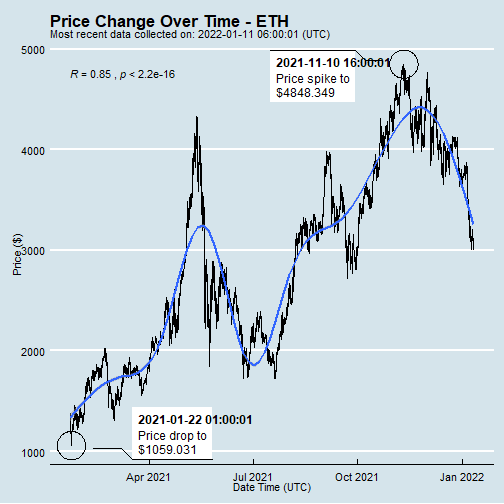 Price Change Over Time - ETH
Most recent data collected on: 2022-01-11 06:00:01 (UTC)
5000
R = 0.85 , p < 2.2e-16
2021-11-10 16:00:01
Price spike to
$4848.349
4000
3000
Price ($)
2000
2021-01-22 01:00:01
Price drop to
$1059.031
1000
Apr 2021
Jul 2021
Oct 2021
Jan 2022
Date Time (UTC)